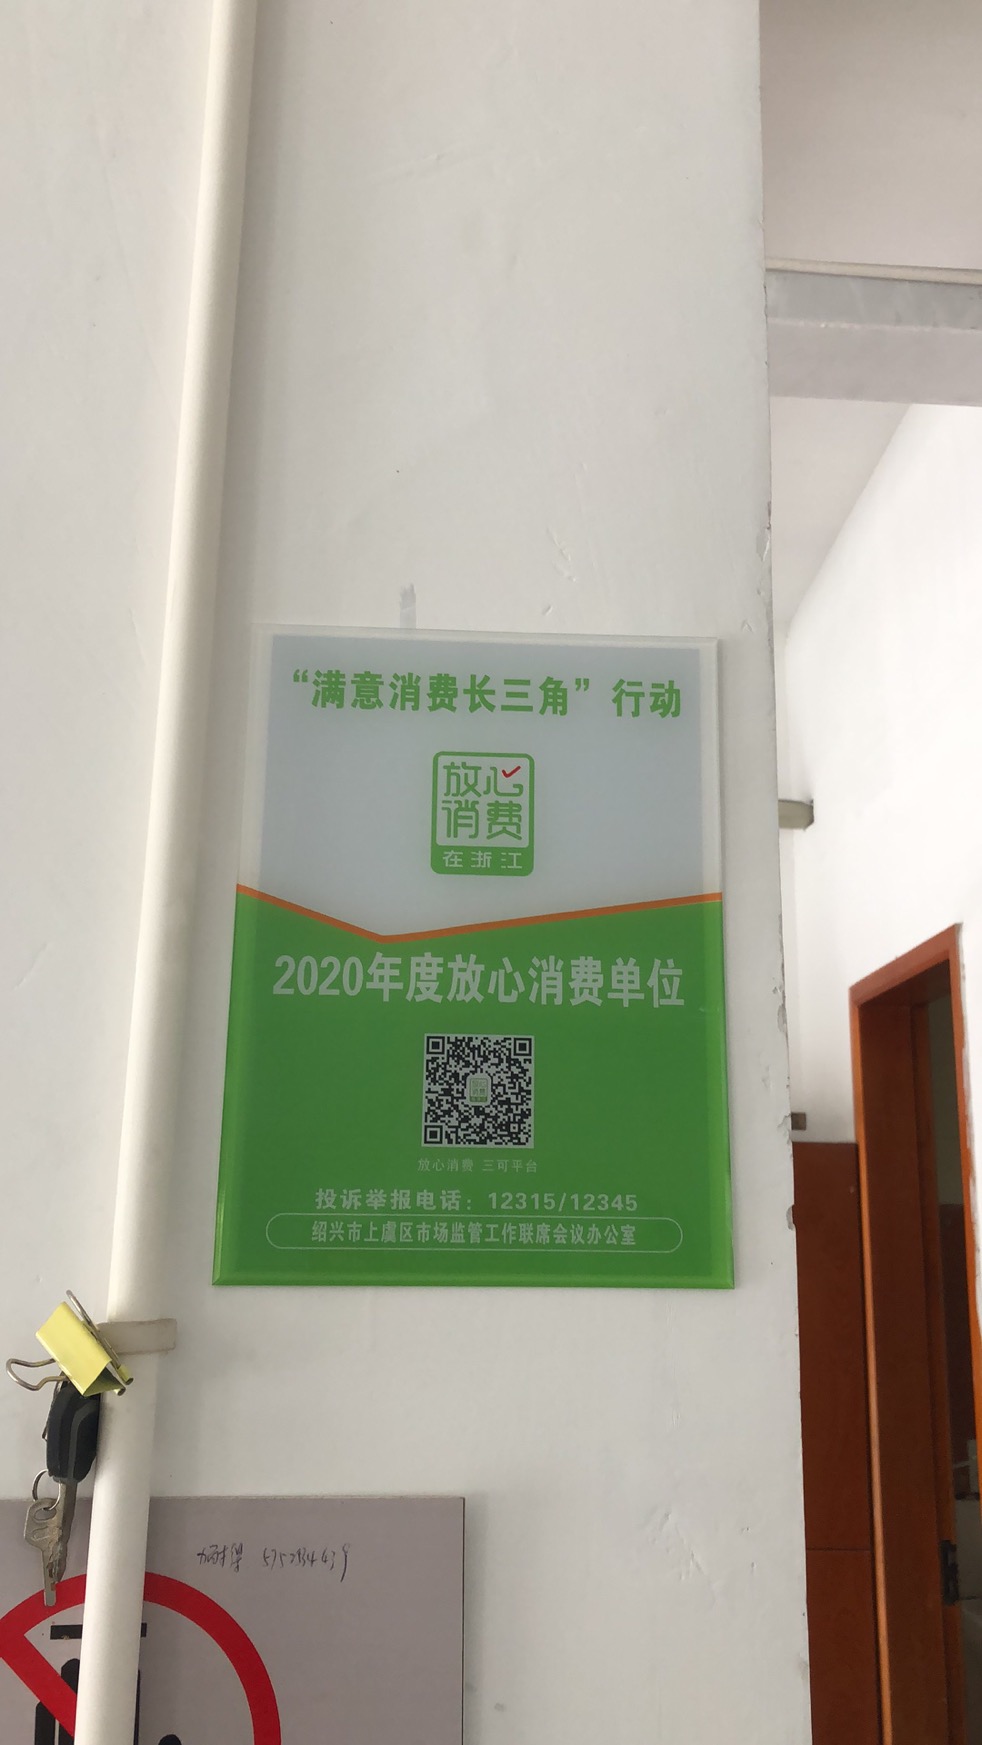 “满意消费长三角”行动
放心
消费
在浙江
2020年度放心消费单位
放心消费 三可平台
投诉举报电话：12315/12345
绍兴市上虞区市场监管工作联席会议办公室